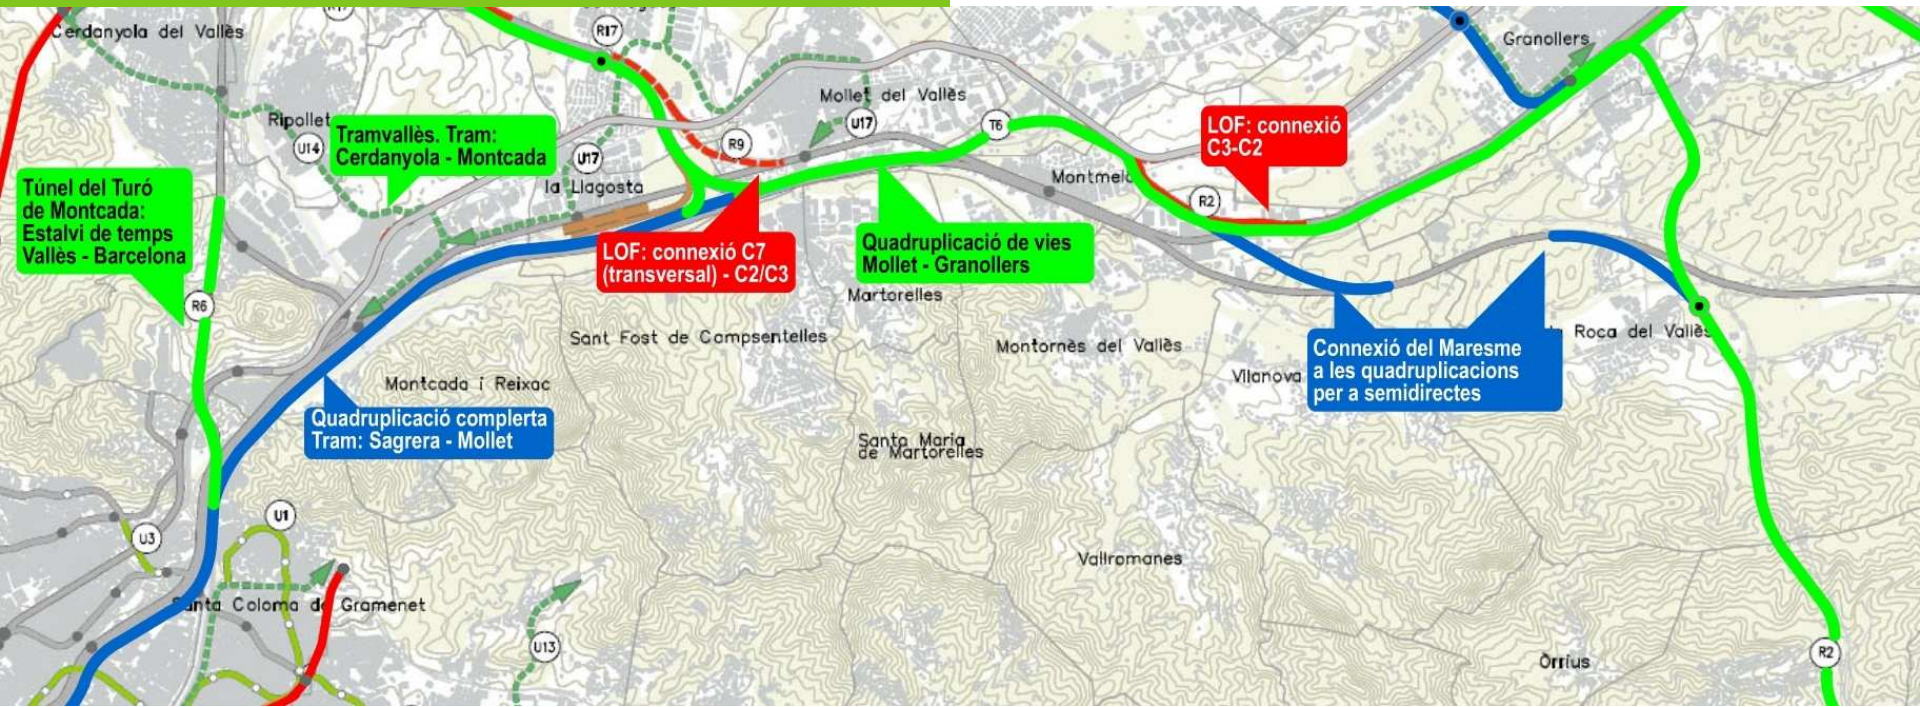 Cerdanyola del Vallès
R17
Granollers
Mollet del Vallès
Ripollet
U14
Tramvallès. Tram:
Cerdanyola - Montcada
U17
R9
U17
T6
LOF: connexió
C3-C2
Túnel del Turó
de Montcada:
Estalvi de temps
Vallès - Barcelona
la Llagosta
Montmeló
R2
LOF: connexió C7
(transversal) - C2/C3
Quadruplicació de vies
Mollet - Granollers
R6
Martorelles
Sant Fost de Campsentelles
Montornès del Vallès
Roca del Vallès
Connexió del Maresme
a les quadruplicacions
per a semidirectes
Vilanova
Montcada i Reixac
Quadruplicació complerta
Tram: Sagrera - Mollet
Santa Maria
de Martorelles
U1
U3
Vallromanes
Santa Coloma de Gramenet
U13
R2
Òrrius